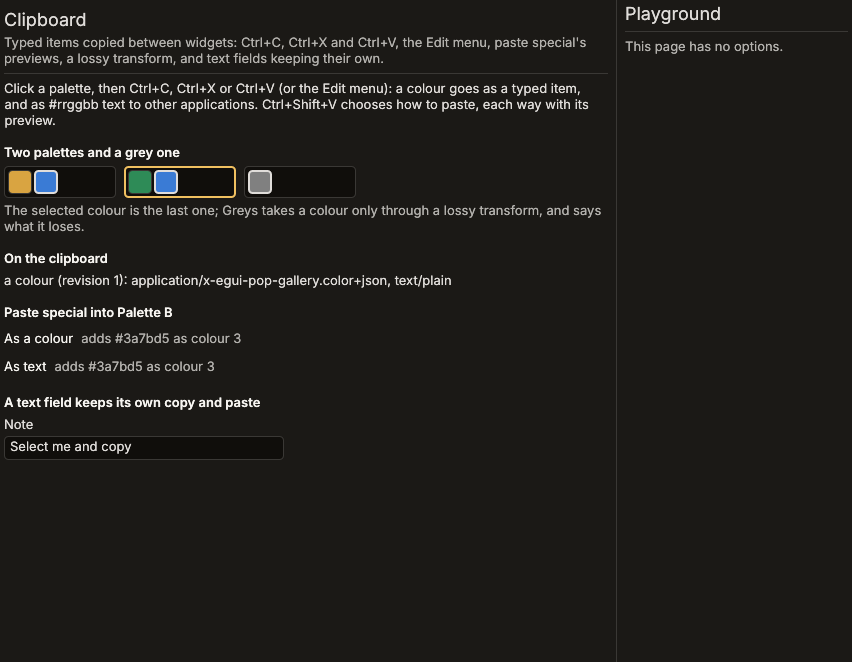 Clipboard
Typed items copied between widgets: Ctrl+C, Ctrl+X and Ctrl+V, the Edit menu, paste special's
previews, a lossy transform, and text fields keeping their own.
Click a palette, then Ctrl+C, Ctrl+X or Ctrl+V (or the Edit menu): a colour goes as a typed item,
and as #rrggbb text to other applications. Ctrl+Shift+V chooses how to paste, each way with its
preview.
Two palettes and a grey one
The selected colour is the last one; Greys takes a colour only through a lossy transform, and says
what it loses.
On the clipboard
a colour (revision 1): application/x-egui-pop-gallery.color+json, text/plain
Paste special into Palette B
As a colour adds #3a7bd5 as colour 3
As text adds #3a7bd5 as colour 3
A text field keeps its own copy and paste
Note
Select me and copy
Playground
This page has no options.